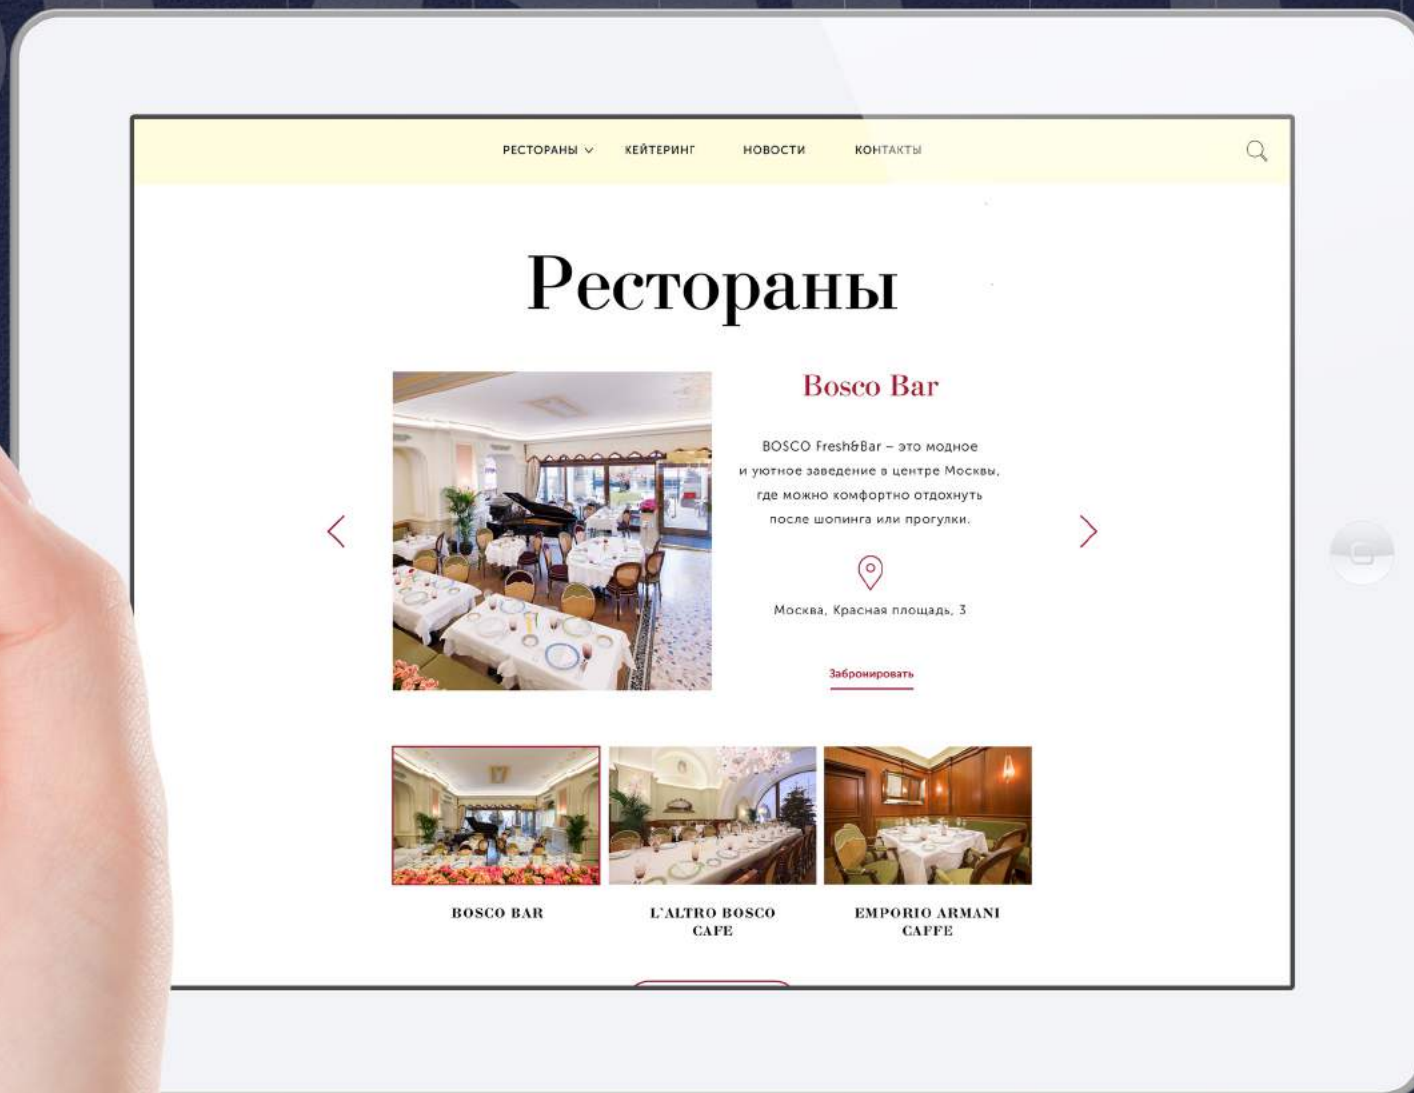 РЕСТОРАНЫ КЕЙТЕРИНГ НОВОСТИ КОНТАКТЫ
Рестораны
Bosco Bar
BOSCO Fresh&Bar – это модное
и уютное заведение в центре Москвы,
где можно комфортно отдохнуть
после шопинга или прогулки.
Москва, Красная площадь, 3
Забронировать
BOSCO BAR
L`ALTRO BOSCO
CAFE
EMPORIO ARMANI
CAFFE